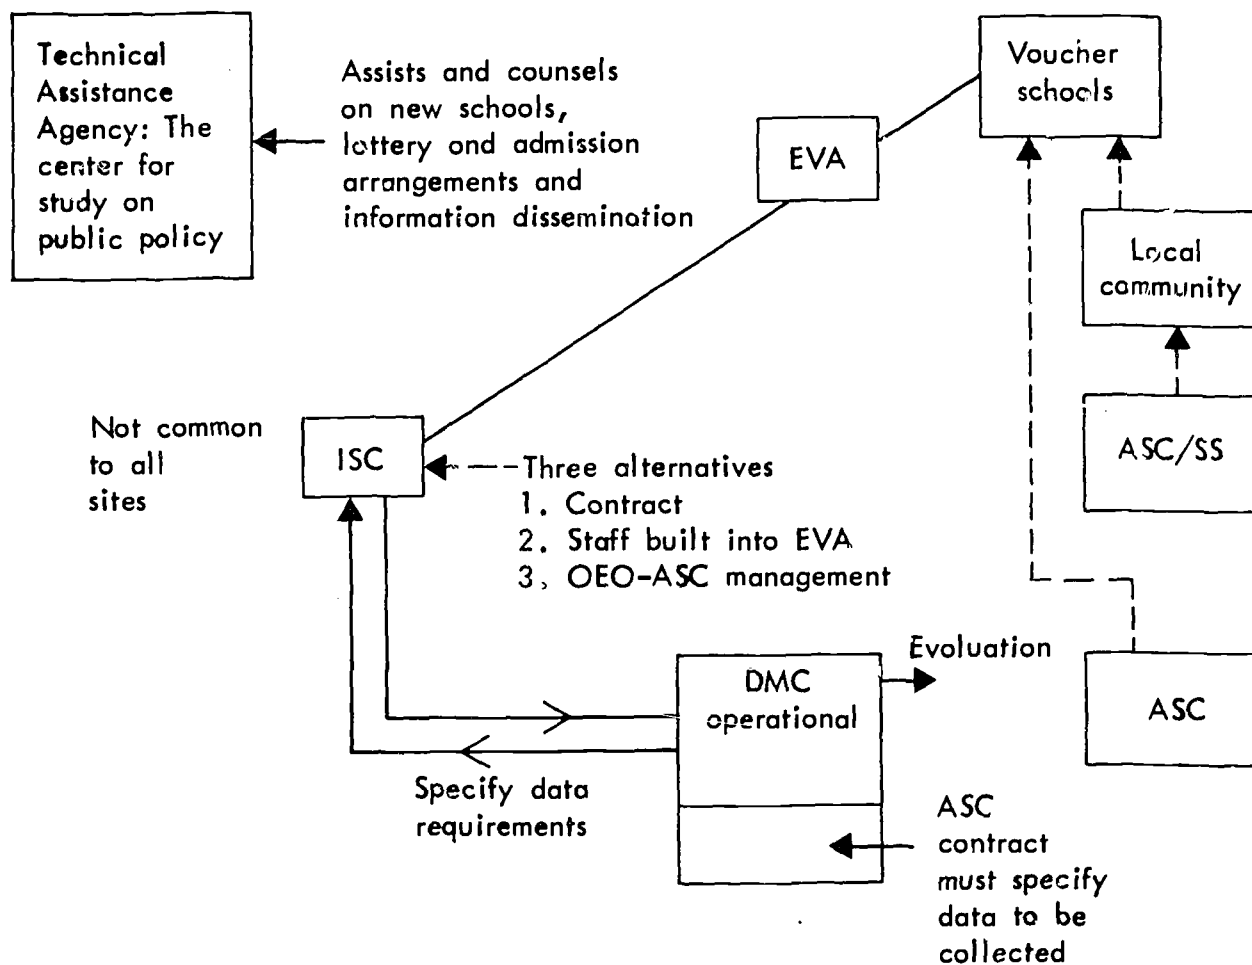 Technical
Assistance
Agency: The
center for
study on
public policy
Assists and counsels
on new schools,
lottery ond admission
arrangements and
information dissemination
EVA
Voucher
schools
Local
community
ASC/SS
Not common
to all
sites
ISC
Three alternatives
1. Contract
2. Staff built into EVA
3, OEO-ASC management
DMC
operational
Evoluation
ASC
Specify data
requirements
ASC
contract
must specify
data to be
collected